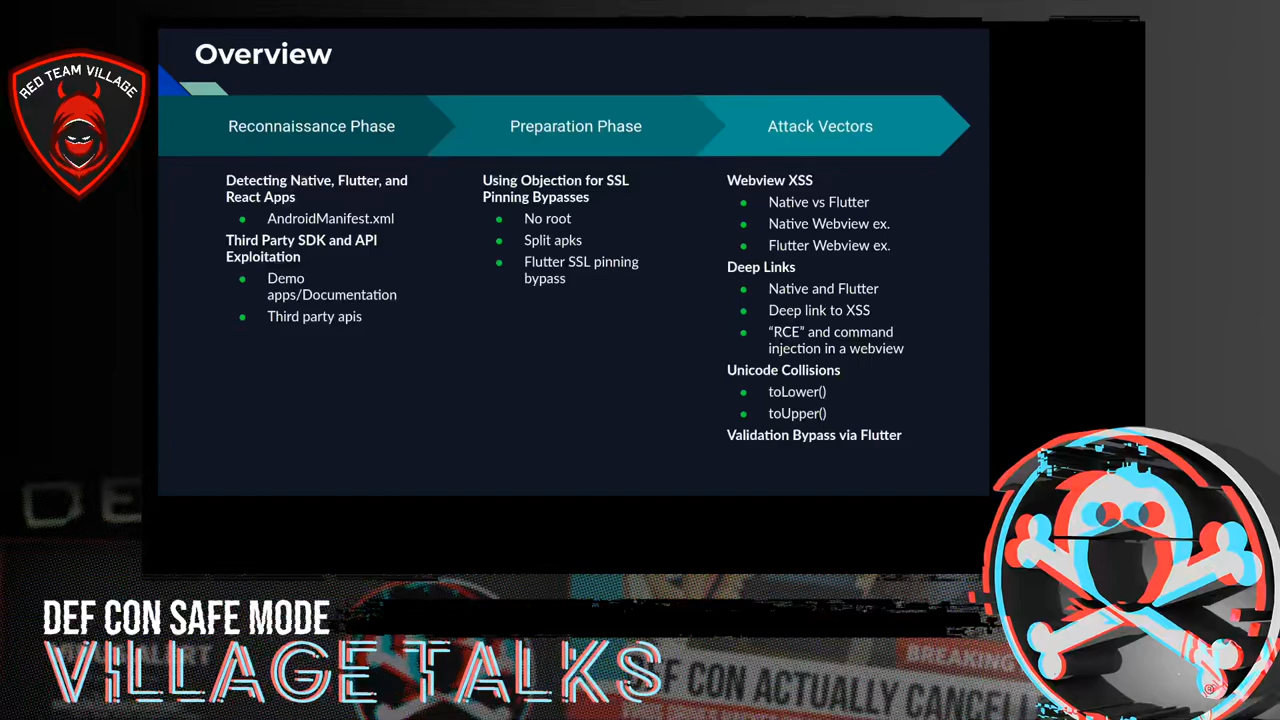 RED TEAM VILLAGE
Overview
Reconnaissance Phase
Preparation Phase
Attack Vectors
Detecting Native, Flutter, and
React Apps
AndroidManifest.xml
Third Party SDK and API
Exploitation
Demo
apps/Documentation
Third party apis
Using Objection for SSL
Pinning Bypasses
No root
Split apks
Flutter SSL pinning
bypass
Webview XSS
Native vs Flutter
Native Webview ex.
Flutter Webview ex.
Deep Links
Native and Flutter
Deep link to XSS
“RCE” and command
injection in a webview
Unicode Collisions
toLower()
toUpper()
Validation Bypass via Flutter
DE
DEF CON SAFE MODE
VILLAGE TALKS
BREAKING
DEF CON ACTUALLY CANCELL